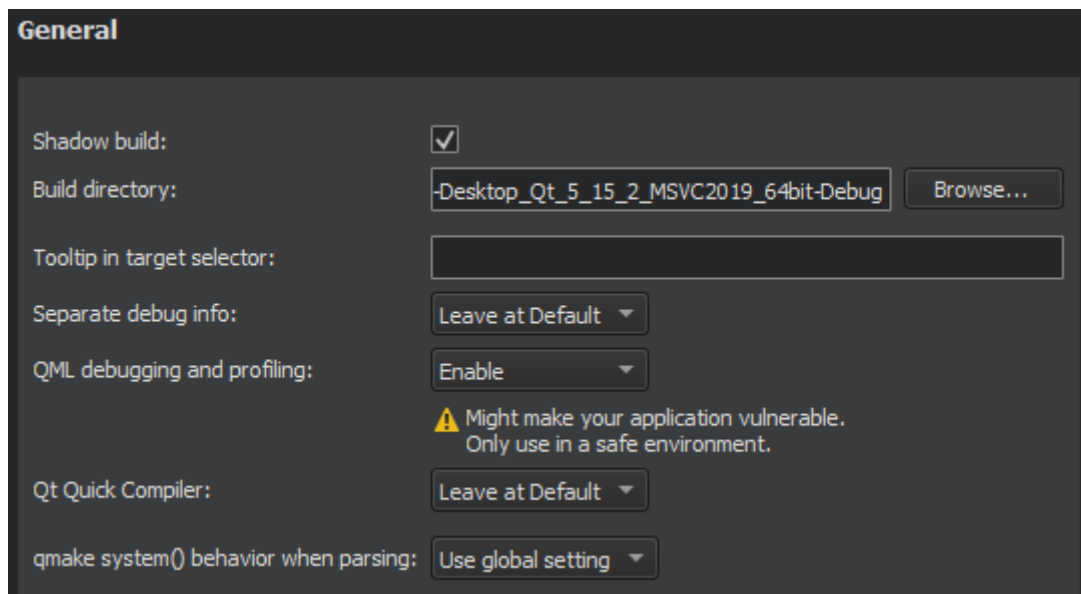 General
Shadow build:
Build directory: -Desktop_Qt_5_15_2_MSVC2019_64bit-Debug Browse...
Tooltip in target selector:
Separate debug info: Leave at Default
QML debugging and profiling: Enable
Might make your application vulnerable.
Only use in a safe environment.
Qt Quick Compiler: Leave at Default
qmake system() behavior when parsing: Use global setting